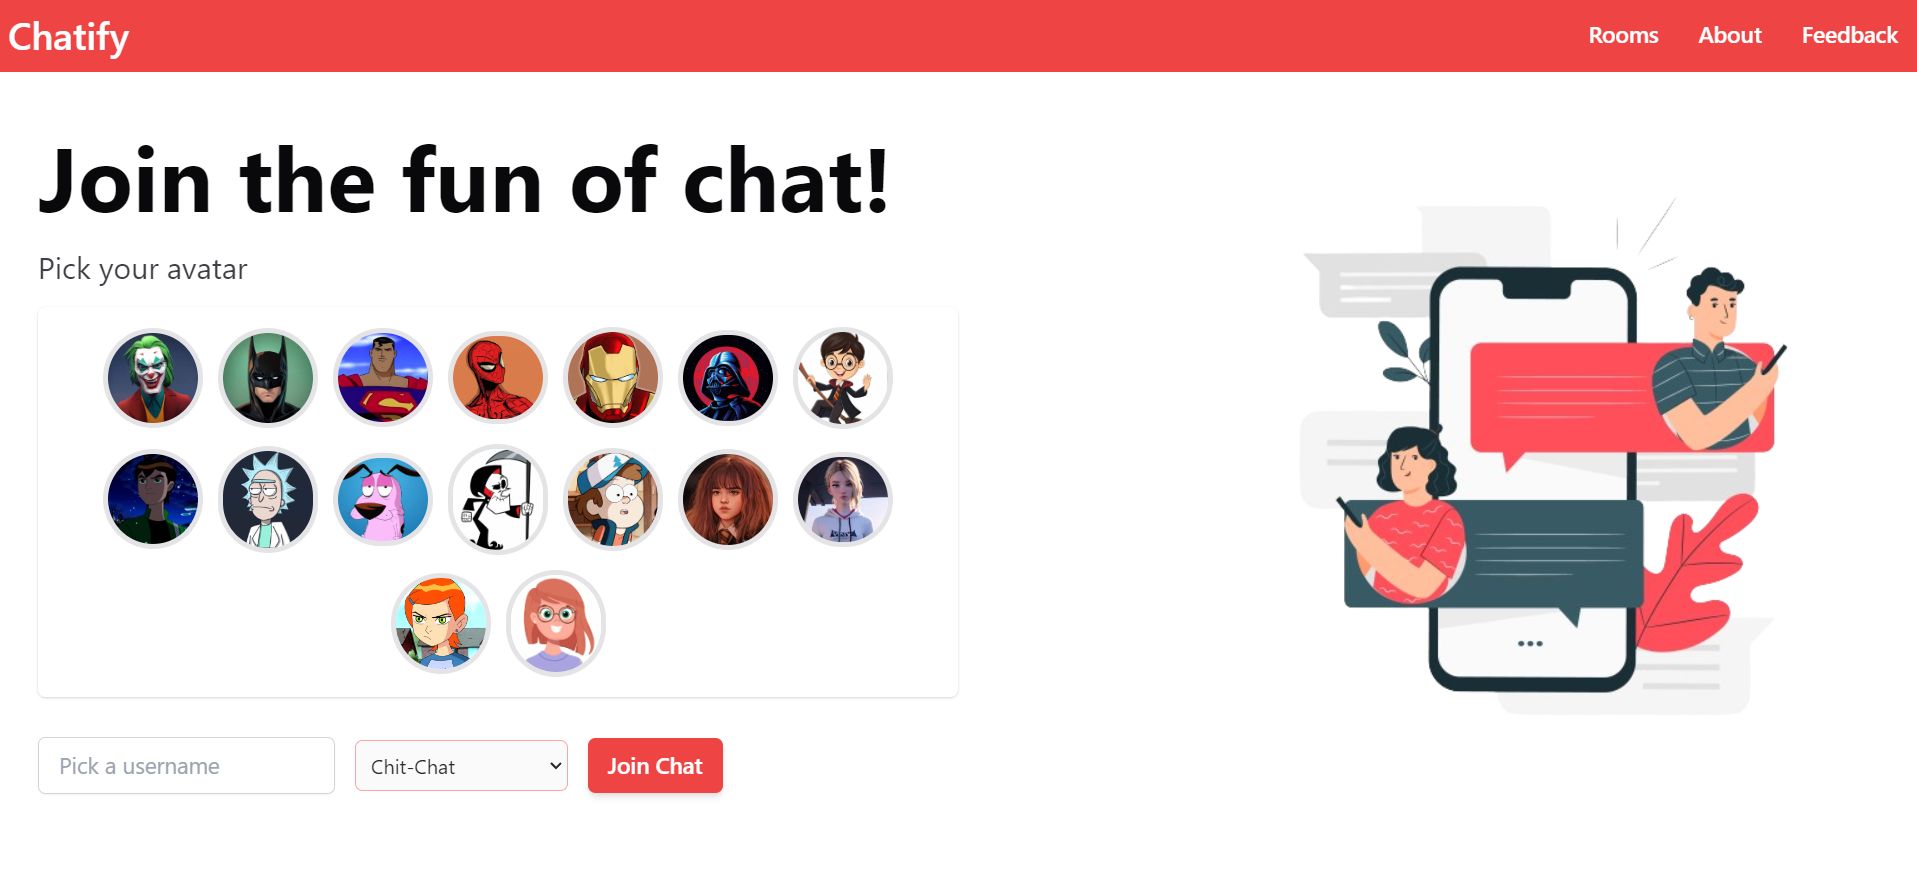 Chatify
Rooms About Feedback
Join the fun of chat!
Pick your avatar
Pick a username
Chit-Chat
Join Chat